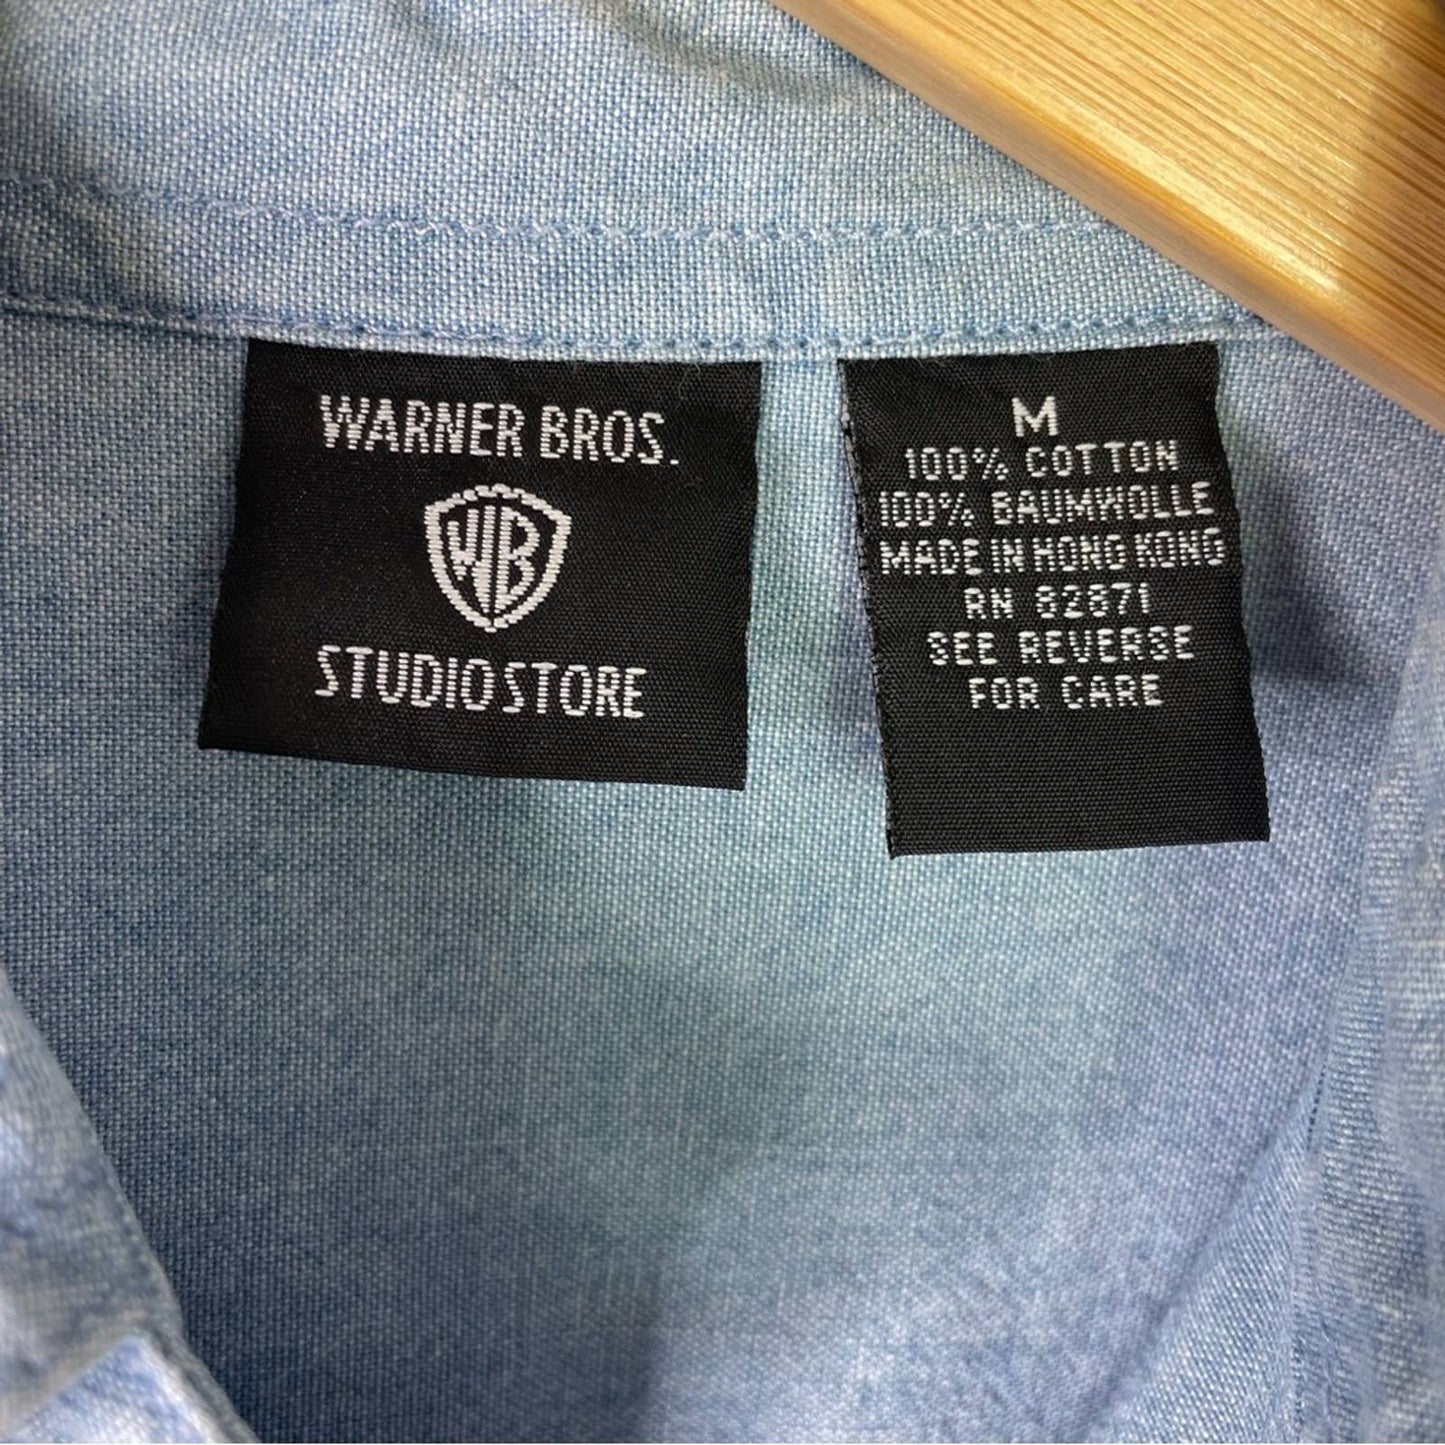 WARNER BROS.
WB
STUDIO STORE
M
100% COTTON
100% BAUMWOLLE
MADE IN HONG KONG
RN 82871
SEE REVERSE
FOR CARE